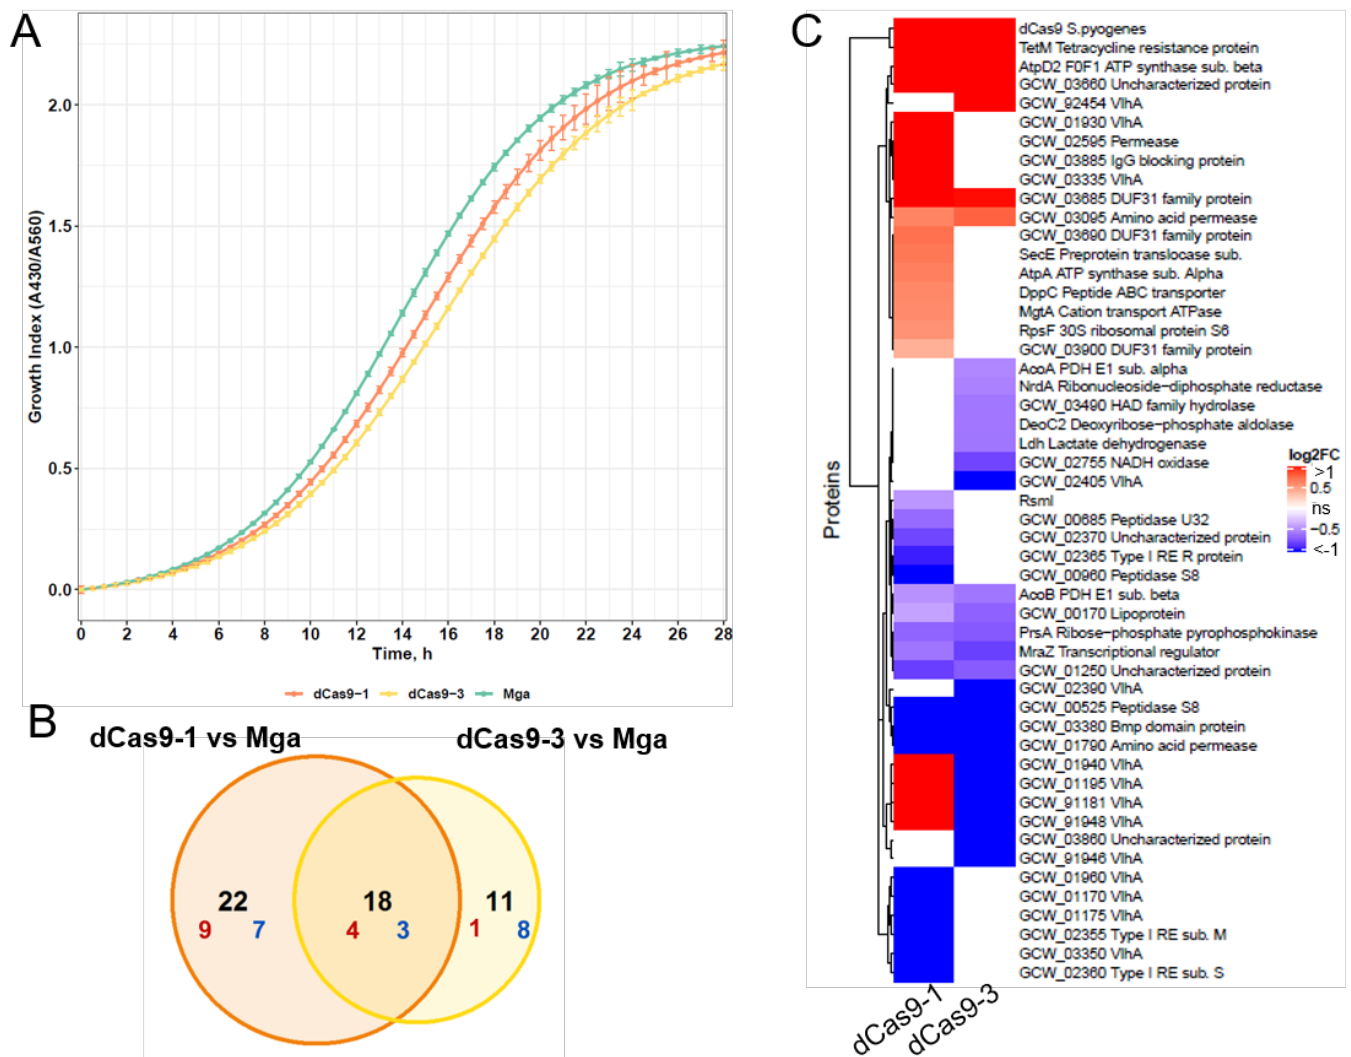 A
Growth Index (A430/A560)
2.0
1.5
1.0
0.5
0.0
0 2 4 6 8 10 12 14 16 18 20 22 24 26 28
Time, h
dCas9−1 dCas9−3 Mga
B
dCas9-1 vs Mga dCas9-3 vs Mga
22 18 11
9 7 4 3 1 8
C
Proteins
dCas9 S.pyogenes
TetM Tetracycline resistance protein
AtpD2 F0F1 ATP synthase sub. beta
GCW_03660 Uncharacterized protein
GCW_92454 VlhA
GCW_01930 VlhA
GCW_02595 Permease
GCW_03885 IgG blocking protein
GCW_03335 VlhA
GCW_03685 DUF31 family protein
GCW_03095 Amino acid permease
GCW_03690 DUF31 family protein
SecE Preprotein translocase sub.
AtpA ATP synthase sub. Alpha
DppC Peptide ABC transporter
MgtA Cation transport ATPase
RpsF 30S ribosomal protein S6
GCW_03900 DUF31 family protein
AcoA PDH E1 sub. alpha
NrdA Ribonucleoside−diphosphate reductase
GCW_03490 HAD family hydrolase
DeoC2 Deoxyribose−phosphate aldolase
Ldh Lactate dehydrogenase
GCW_02755 NADH oxidase
GCW_02405 VlhA
RsmI
GCW_00685 Peptidase U32
GCW_02370 Uncharacterized protein
GCW_02365 Type I RE R protein
GCW_00960 Peptidase S8
AcoB PDH E1 sub. beta
GCW_00170 Lipoprotein
PrsA Ribose−phosphate pyrophosphokinase
MraZ Transcriptional regulator
GCW_01250 Uncharacterized protein
GCW_02390 VlhA
GCW_00525 Peptidase S8
GCW_03380 Bmp domain protein
GCW_01790 Amino acid permease
GCW_01940 VlhA
GCW_01195 VlhA
GCW_91181 VlhA
GCW_91948 VlhA
GCW_03860 Uncharacterized protein
GCW_91946 VlhA
GCW_01960 VlhA
GCW_01170 VlhA
GCW_01175 VlhA
GCW_02355 Type I RE sub. M
GCW_03350 VlhA
GCW_02360 Type I RE sub. S
dCas9-1
dCas9-3
log2FC
>1
0.5
ns
−0.5
<-1